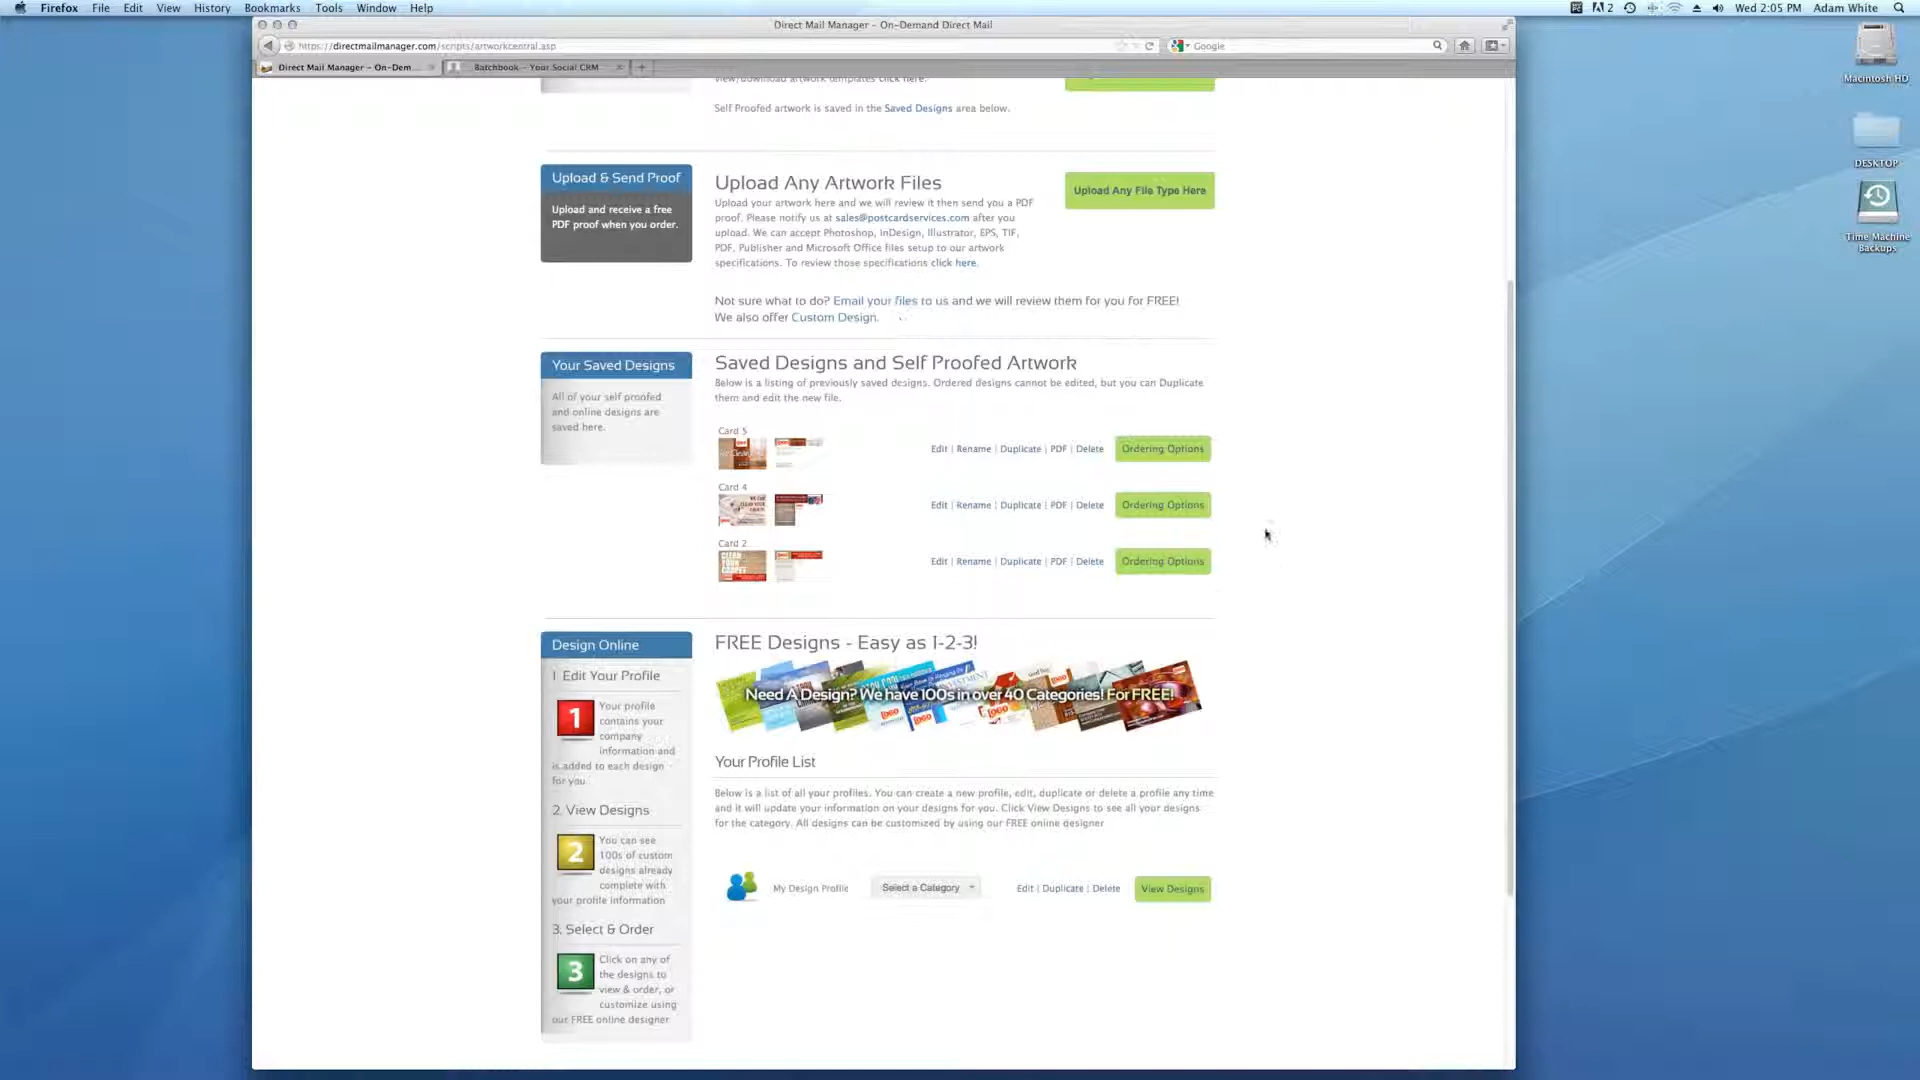 Firefox File Edit View History Bookmarks Tools Window Help
2 Wed 2:05 PM Adam White
Direct Mail Manager - On-Demand Direct Mail
https://directmailmanager.com/scripts/artworkcentral.asp
Google
Direct Mail Manager - On-Dem...
Batchbook - Your Social CRM
Macintosh HD
DESKTOP
Time Machine
Backups
view/download artwork templates click here.
Self Proofed artwork is saved in the Saved Designs area below.
Upload & Send Proof
Upload and receive a free
PDF proof when you order.
Upload Any Artwork Files
Upload your artwork here and we will review it then send you a PDF
proof. Please notify us at sales@postcardservices.com after you
upload. We can accept Photoshop, InDesign, Illustrator, EPS, TIF,
PDF, Publisher and Microsoft Office files setup to our artwork
specifications. To review those specifications click here.
Upload Any File Type Here
Not sure what to do? Email your files to us and we will review them for you for FREE!
We also offer Custom Design.
Your Saved Designs
All of your self proofed
and online designs are
saved here.
Saved Designs and Self Proofed Artwork
Below is a listing of previously saved designs. Ordered designs cannot be edited, but you can Duplicate
them and edit the new file.
Card 5
Edit | Rename | Duplicate | PDF | Delete
Ordering Options
Card 4
Edit | Rename | Duplicate | PDF | Delete
Ordering Options
Card 2
CLEAN
YOUR
CARPET
Edit | Rename | Duplicate | PDF | Delete
Ordering Options
Design Online
1 Edit Your Profile
1
Your profile
contains your
company
information and
is added to each design
for you
2. View Designs
2
You can see
100s of custom
designs already
complete with
your profile information
3. Select & Order
3
Click on any of
the designs to
view & order, or
customize using
our FREE online designer
FREE Designs - Easy as 1-2-3!
Need A Design? We have 100s in over 40 Categories! For FREE!
Your Profile List
Below is a list of all your profiles. You can create a new profile, edit, duplicate or delete a profile any time
and it will update your information on your designs for you. Click View Designs to see all your designs
for the category. All designs can be customized by using our FREE online designer
My Design Profile
Select a Category
Edit | Duplicate | Delete
View Designs